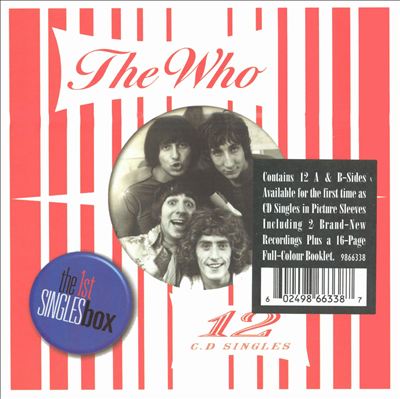 The Who
Contains 12 A & B-Sides
Available for the first time as
CD Singles in Picture Sleeves
Including 2 Brand-New
Recordings Plus a 16-Page
Full-Colour Booklet. 9866338
6 02498 66338 7
the 1st
SINGLES
box
12
C.D SINGLES